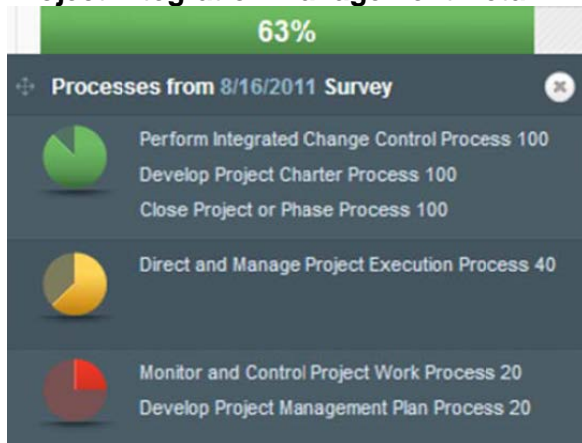 63%
Processes from 8/16/2011 Survey
Perform Integrated Change Control Process 100
Develop Project Charter Process 100
Close Project or Phase Process 100
Direct and Manage Project Execution Process 40
Monitor and Control Project Work Process 20
Develop Project Management Plan Process 20